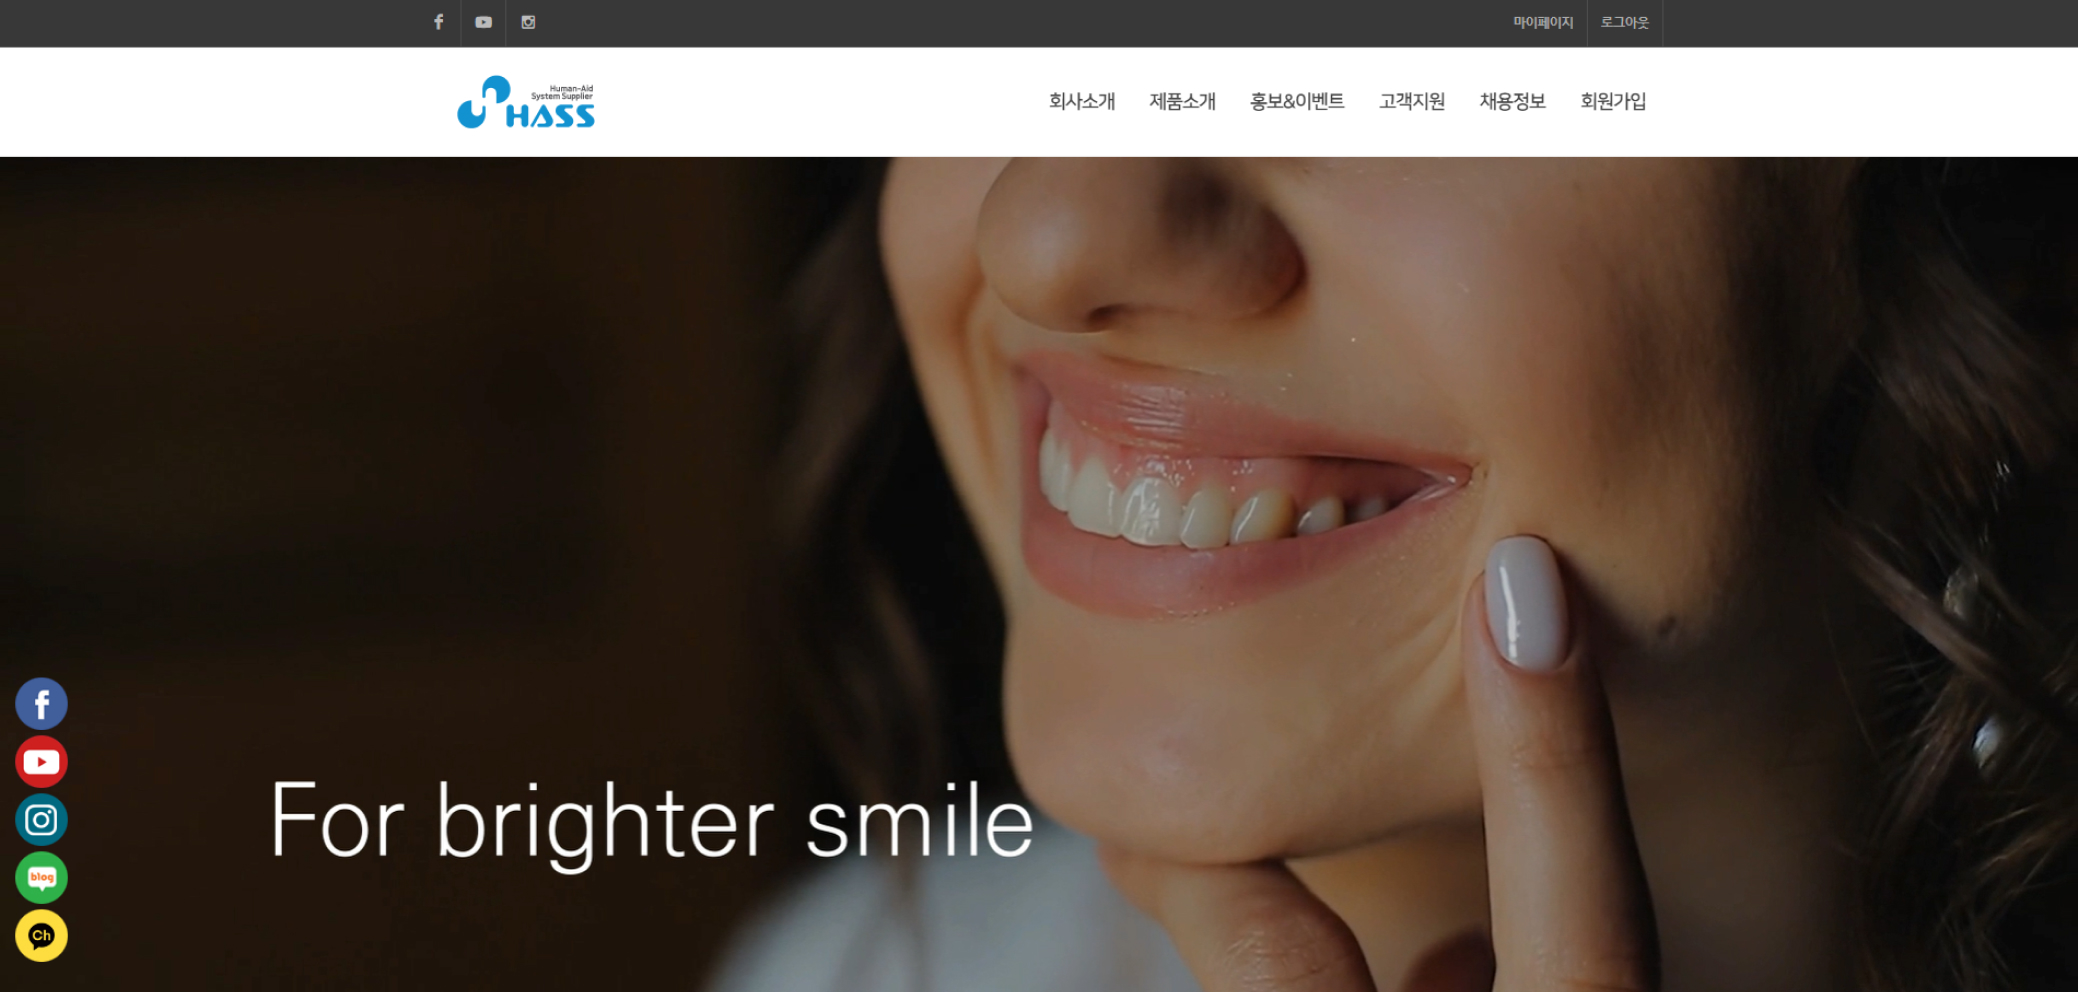 마이페이지 로그아웃
Human-Aid
System Supplier
HASS
회사소개 제품소개 홍보&이벤트 고객지원 채용정보 회원가입
For brighter smile
blog
Ch